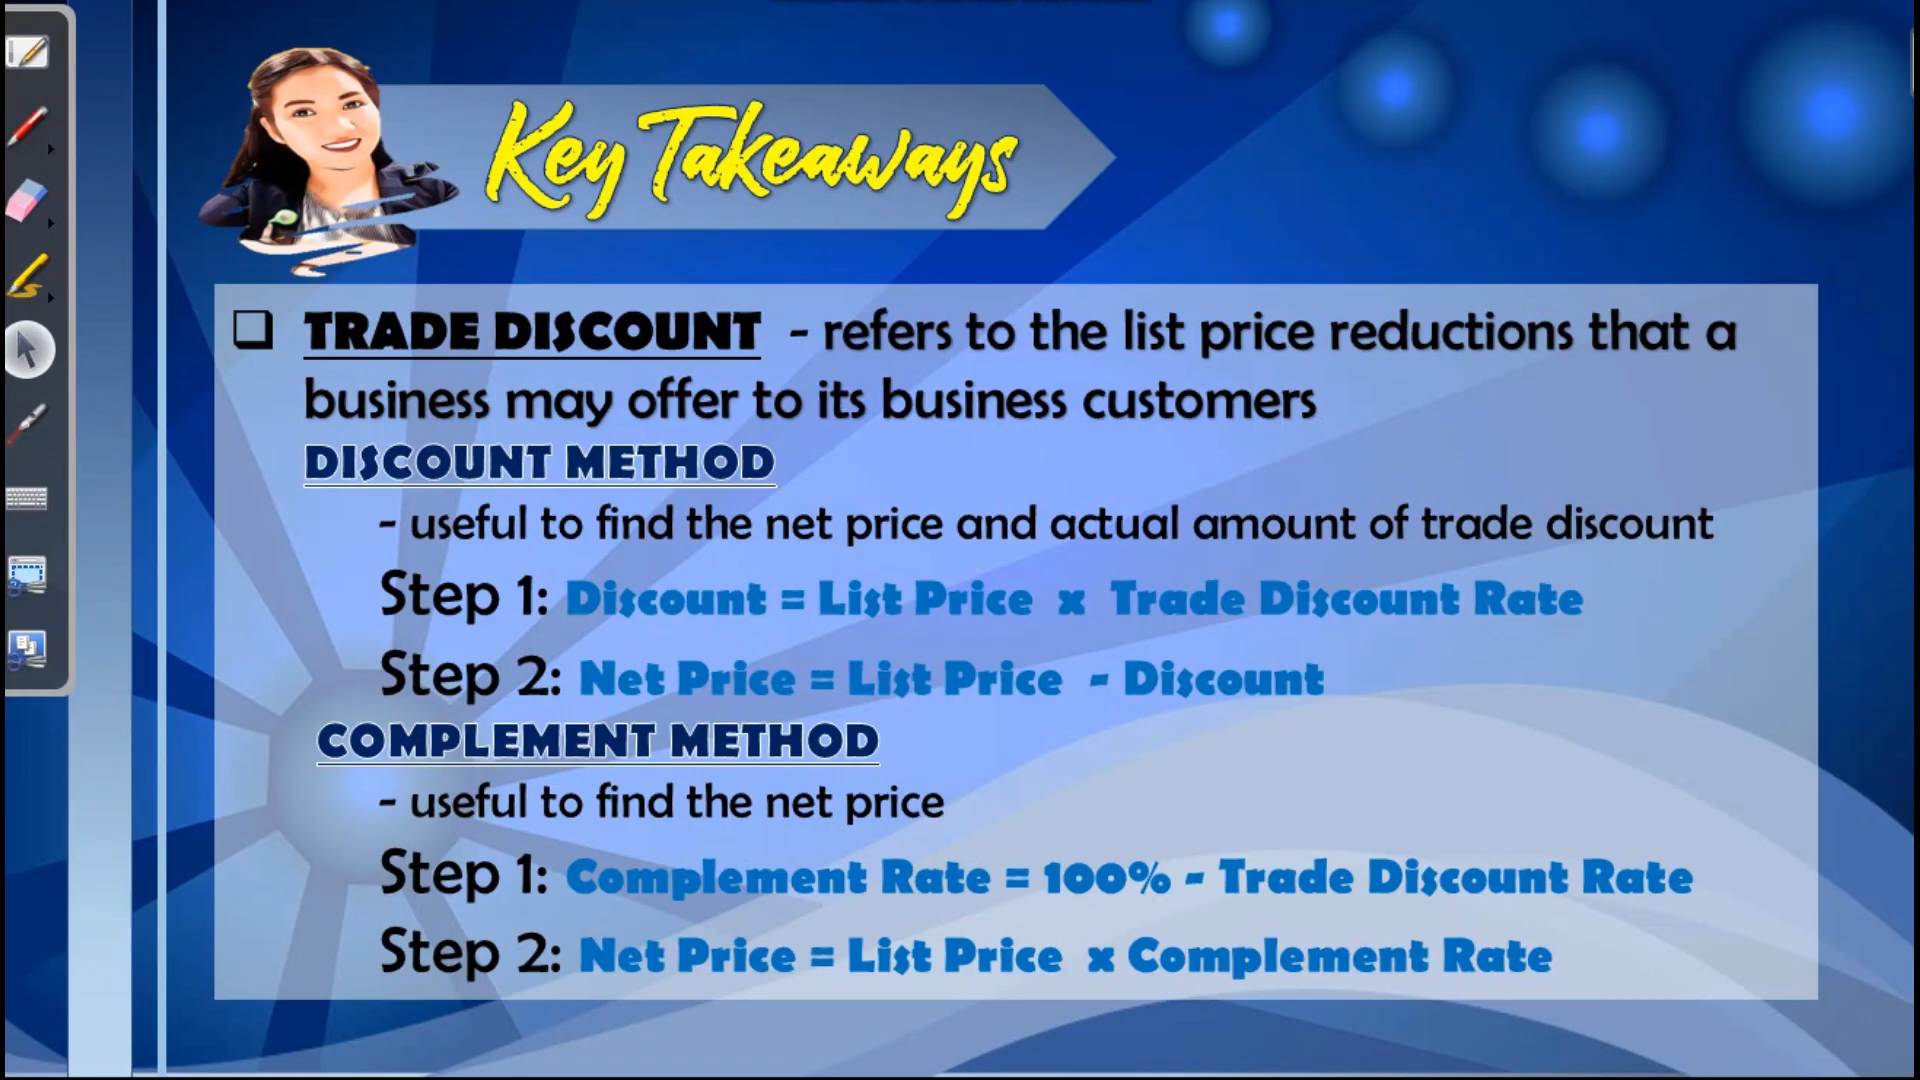 Key Takeaways
❑ TRADE DISCOUNT - refers to the list price reductions that a
business may offer to its business customers
DISCOUNT METHOD
- useful to find the net price and actual amount of trade discount
Step 1: Discount = List Price x Trade Discount Rate
Step 2: Net Price = List Price - Discount
COMPLEMENT METHOD
- useful to find the net price
Step 1: Complement Rate = 100% - Trade Discount Rate
Step 2: Net Price = List Price x Complement Rate